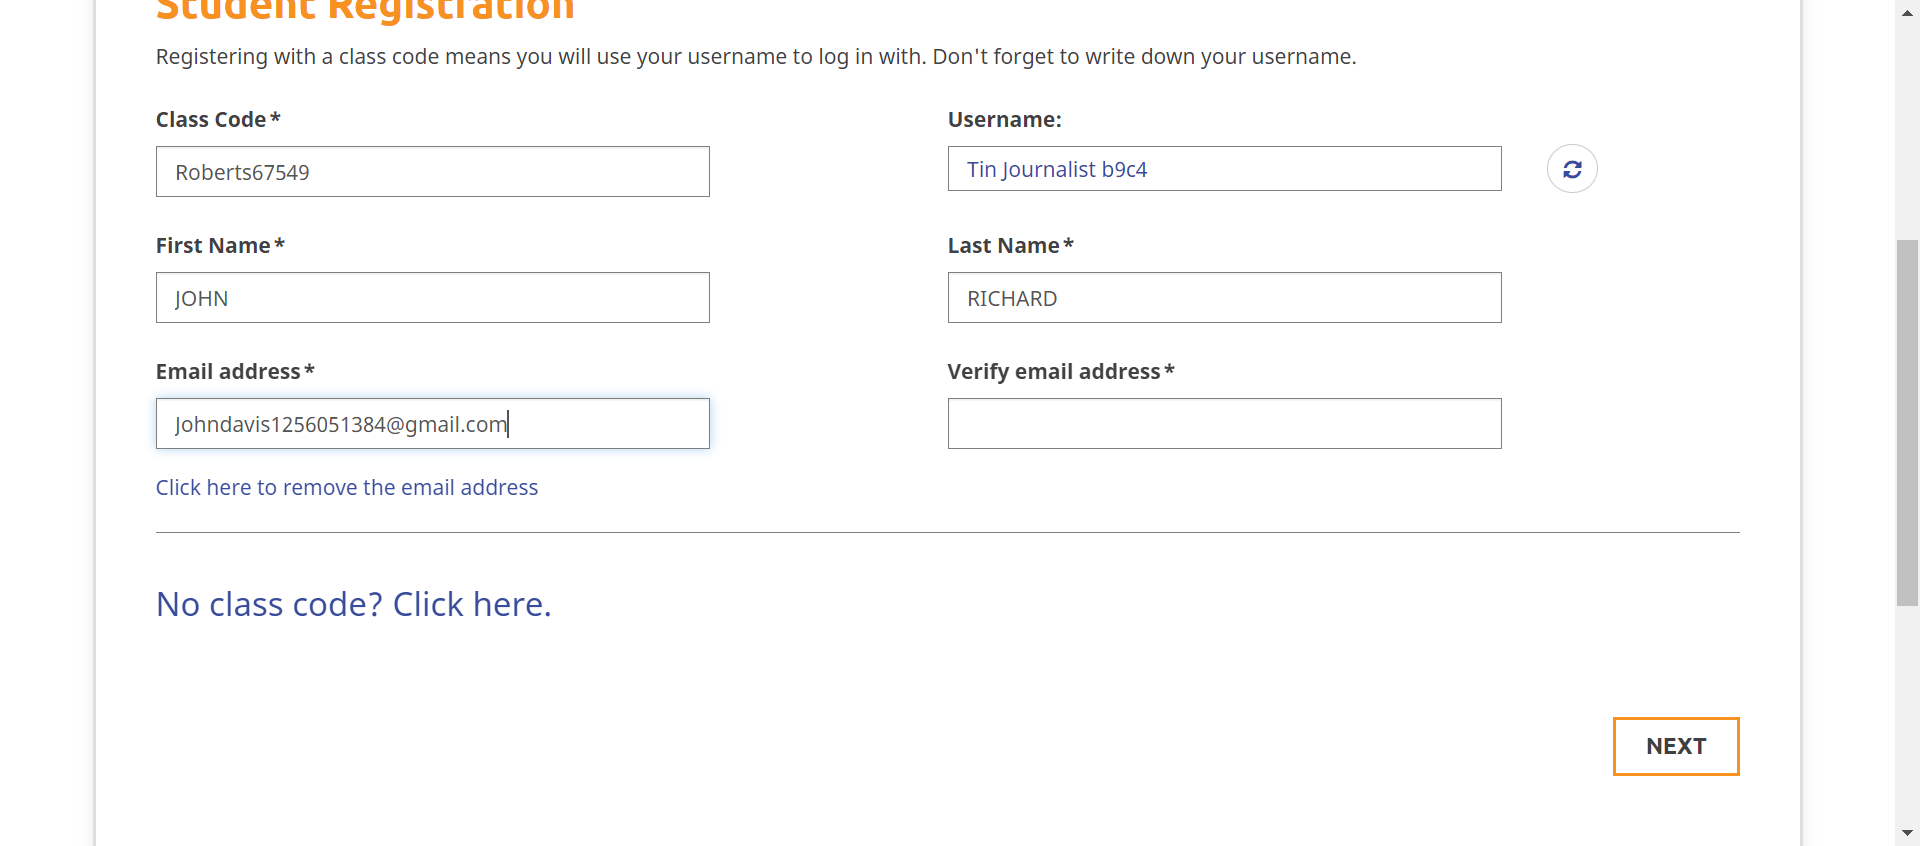 Student Registration
Registering with a class code means you will use your username to log in with. Don't forget to write down your username.
Class Code*
Username:
Roberts67549
Tin Journalist b9c4
First Name*
Last Name*
JOHN
RICHARD
Email address*
Verify email address*
Johndavis1256051384@gmail.com
Click here to remove the email address
No class code? Click here.
NEXT